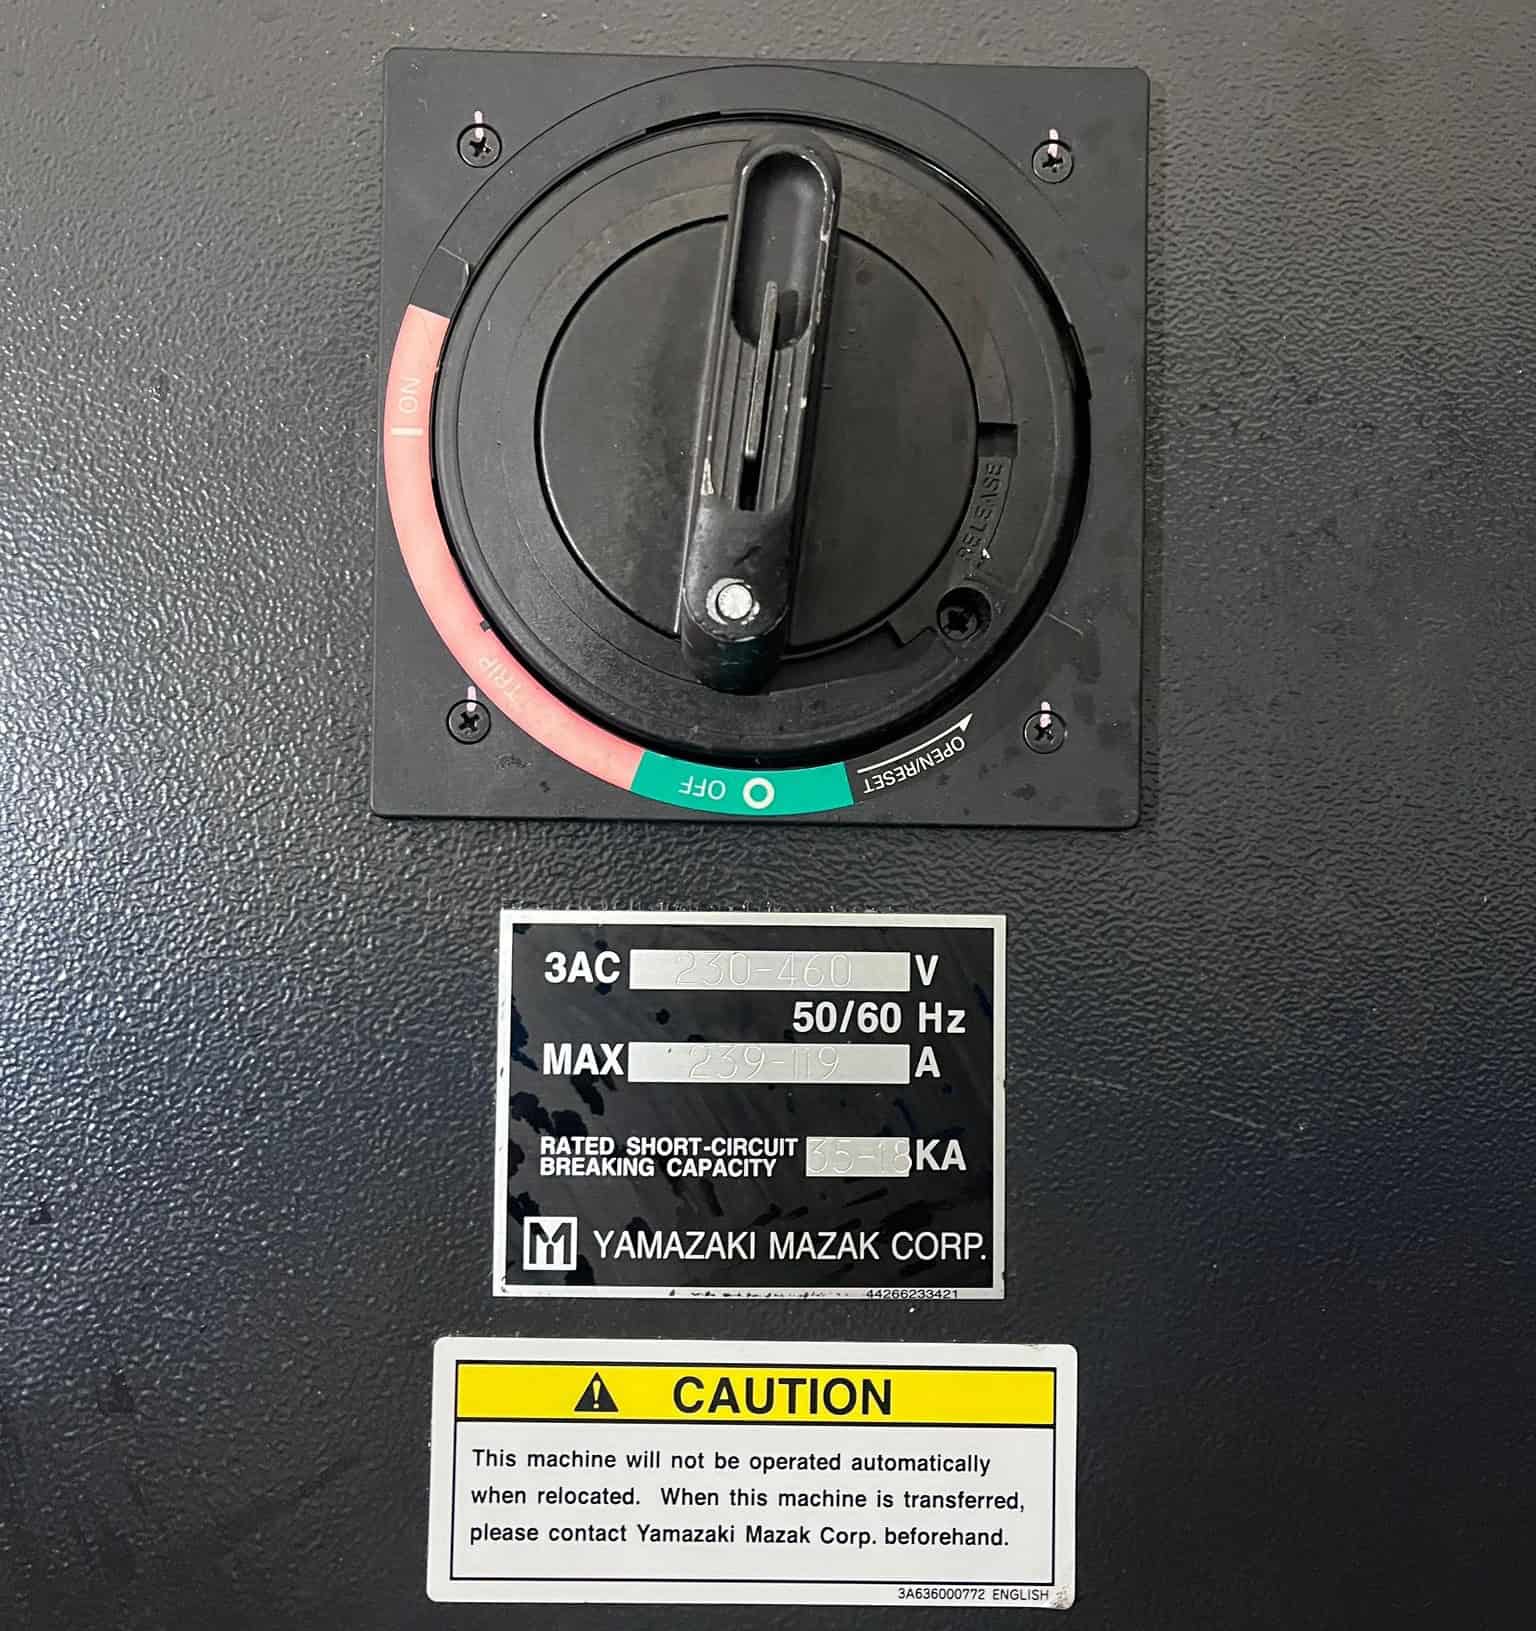 I ON
TRIP
OFF O
OPEN/RESET
RELEASE
3AC 230-460 V
50/60 Hz
MAX 239-119 A
RATED SHORT-CIRCUIT
BREAKING CAPACITY 35-18 KA
YAMAZAKI MAZAK CORP.
44266233421
CAUTION
This machine will not be operated automatically
when relocated. When this machine is transferred,
please contact Yamazaki Mazak Corp. beforehand.
3A636000772 ENGLISH